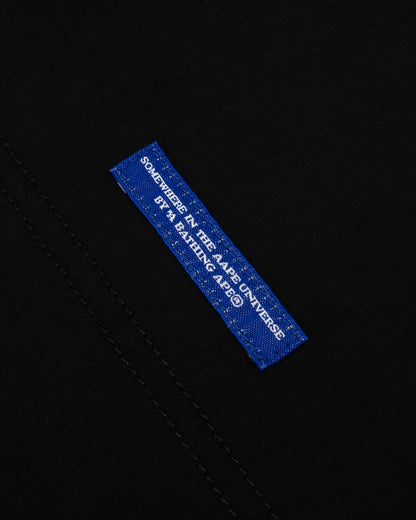 SOMEWHERE IN THE AAPE UNIVERSE
BY *A BATHING APE®